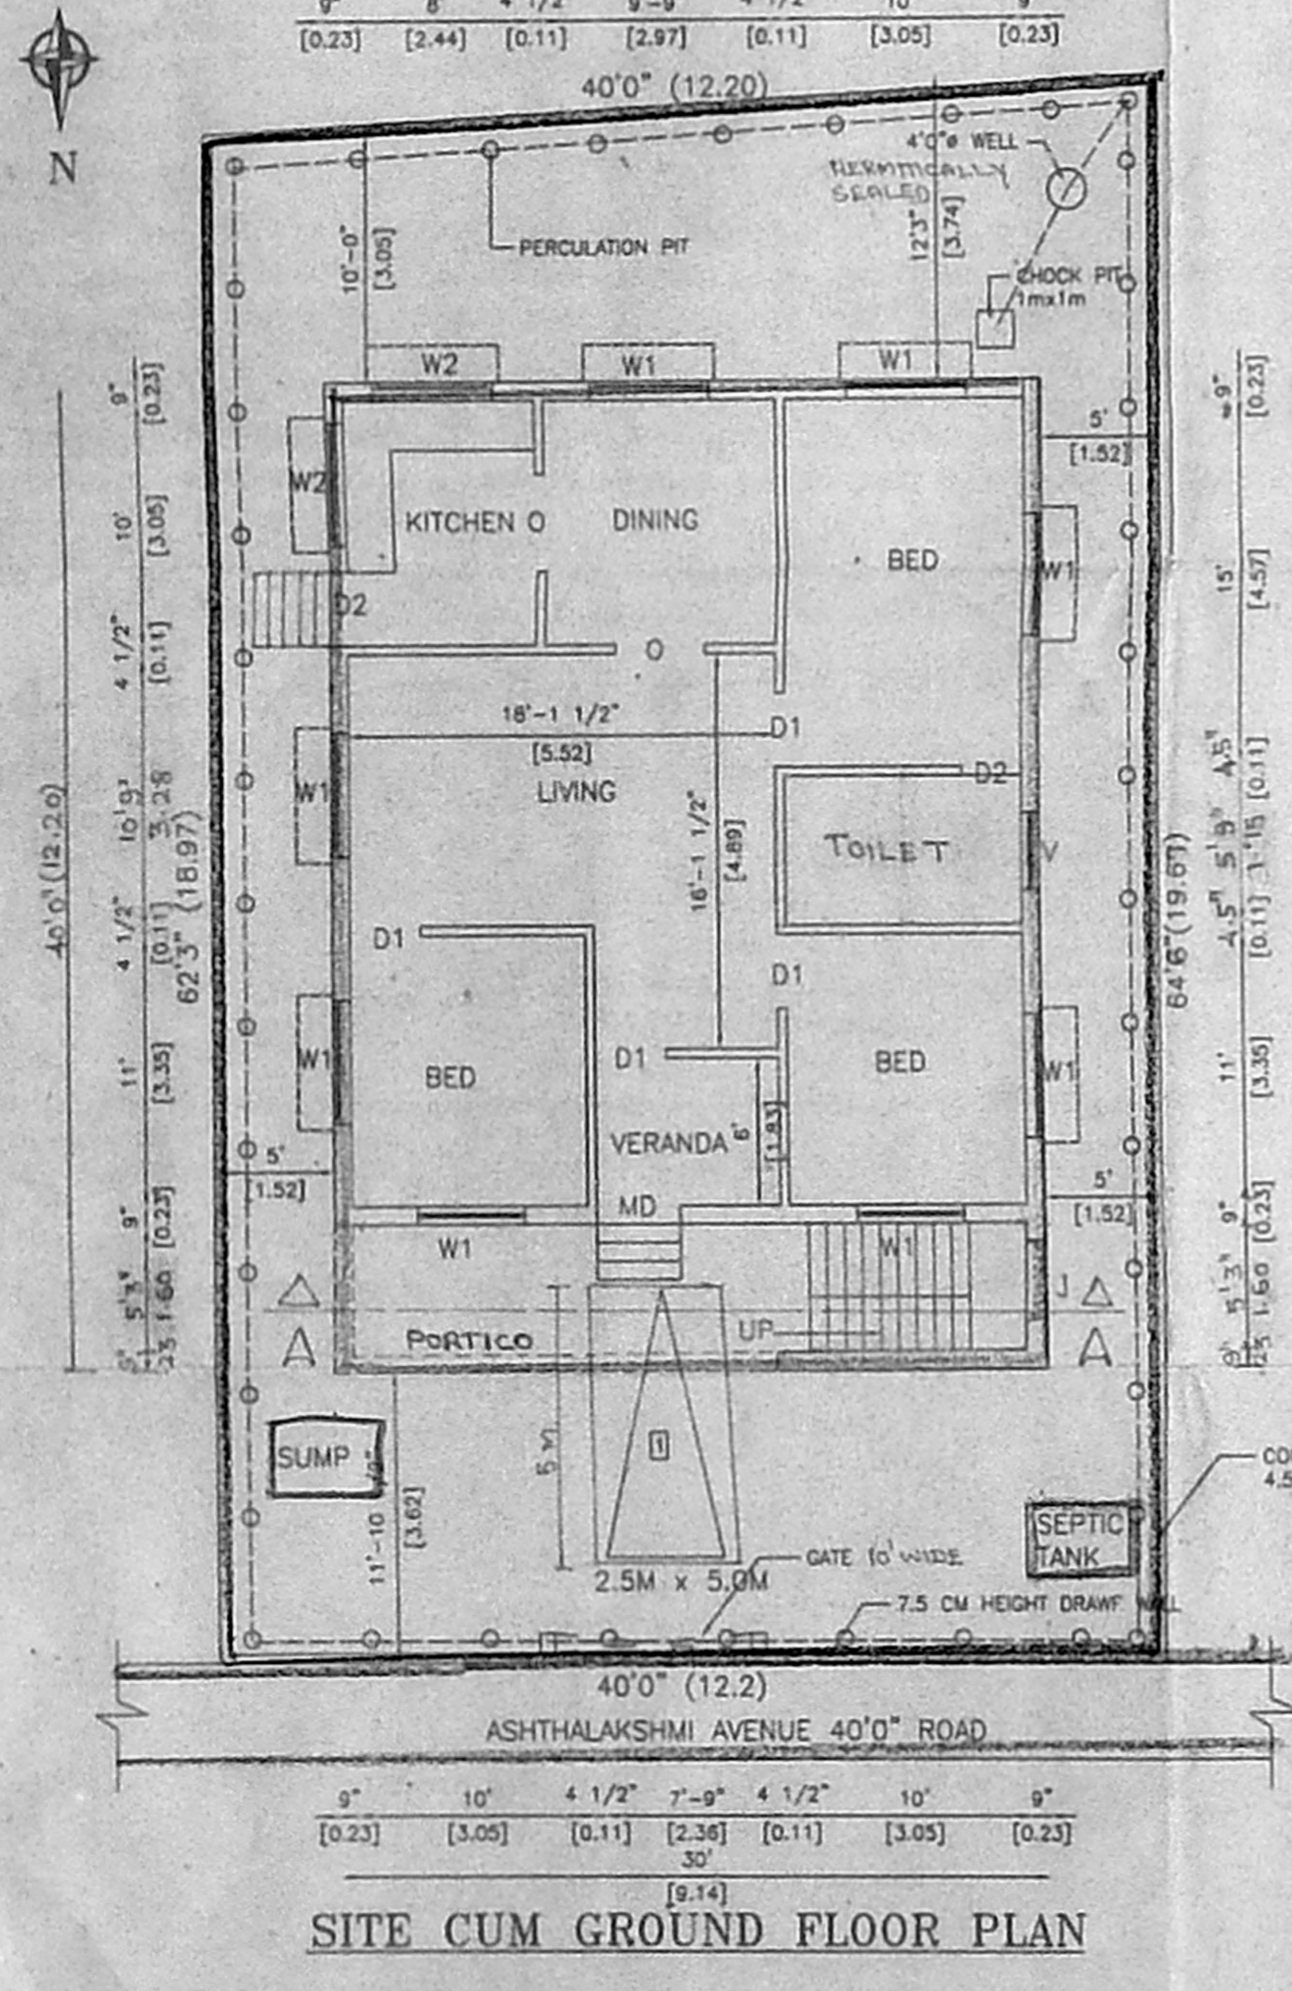 [0.23] [2.44] [0.11] [2.97] [0.11] [3.05] [0.23]
40'0" (12.20)
N
4'0"ø WELL
HERMITICALLY
SEALED
10'-0"
[3.05]
12'3"
[3.74]
PERCULATION PIT
CHOCK PIT
1mx1m
W2 W1 W1
9"
[0.23]
9"
[0.23]
5'
[1.52]
W2
KITCHEN O DINING
BED
10'
[3.05]
W1
15'
[4.57]
D2
4 1/2"
[0.11]
O
18'-1 1/2"
[5.52]
D1
LIVING
D2
W1
40'0" (12.20)
10'9"
3.28
62'3" (18.97)
16'-1 1/2"
[4.89]
TOILET
V
64'6" (19.67)
4.5"
[0.11]
5'9"
1.15
4.5"
[0.11]
4 1/2"
[0.11]
D1
D1
W1
BED
D1
BED
W1
11'
[3.35]
11'
[3.35]
VERANDA
6'
[1.83]
5'
[1.52]
5'
[1.52]
MD
9"
[0.23]
9"
[0.23]
W1
W1
J
5'3"
1.60
5'3"
1.60
PORTICO
UP
SUMP
5 M
1
11'-10 1/2"
[3.62]
SEPTIC
TANK
GATE 10' WIDE
2.5M x 5.0M
7.5 CM HEIGHT DRAWF WALL
40'0" (12.2)
ASHTHALAKSHMI AVENUE 40'0" ROAD
9" 10' 4 1/2" 7'-9" 4 1/2" 10' 9"
[0.23] [3.05] [0.11] [2.36] [0.11] [3.05] [0.23]
30'
[9.14]
SITE CUM GROUND FLOOR PLAN